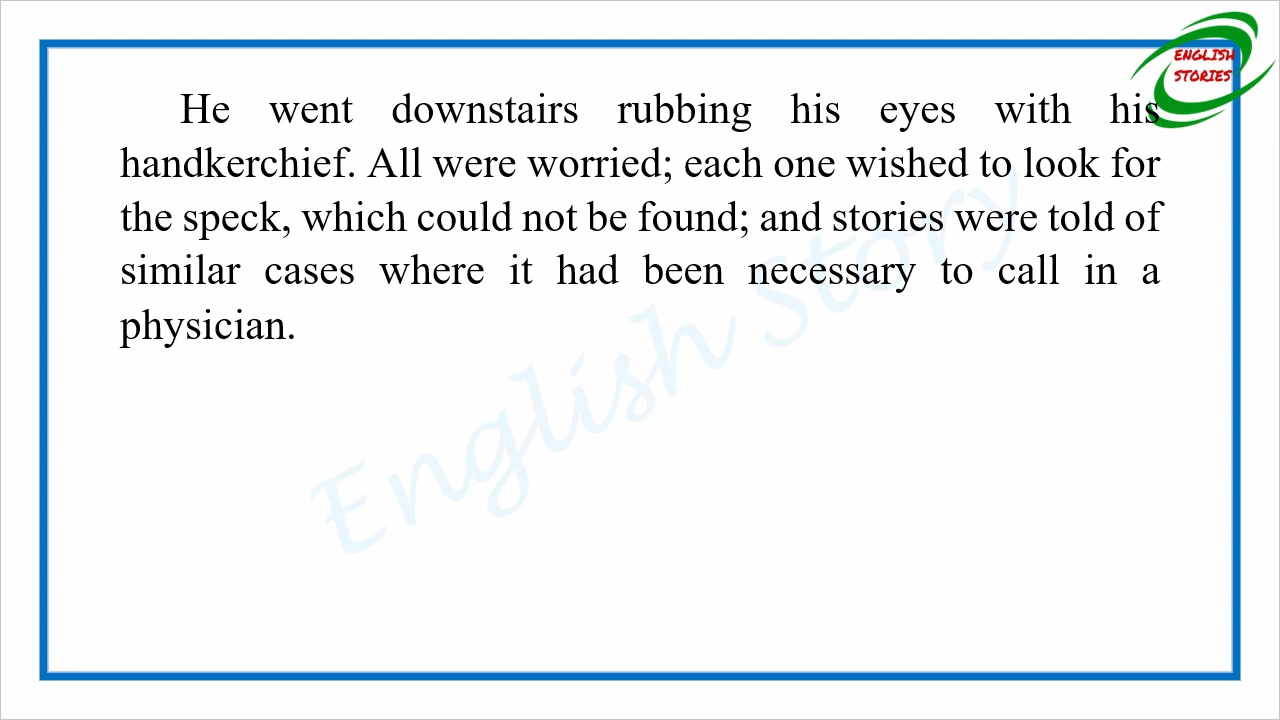 ENGLISH
STORIES
He went downstairs rubbing his eyes with his
handkerchief. All were worried; each one wished to look for
the speck, which could not be found; and stories were told of
similar cases where it had been necessary to call in a
physician.
English Story